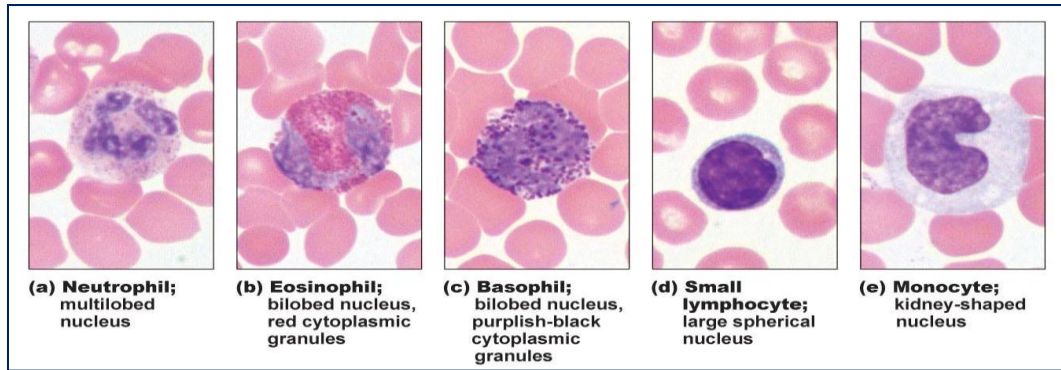 (a) Neutrophil;
multilobed
nucleus
(b) Eosinophil;
bilobed nucleus,
red cytoplasmic
granules
(c) Basophil;
bilobed nucleus,
purplish-black
cytoplasmic
granules
(d) Small
lymphocyte;
large spherical
nucleus
(e) Monocyte;
kidney-shaped
nucleus